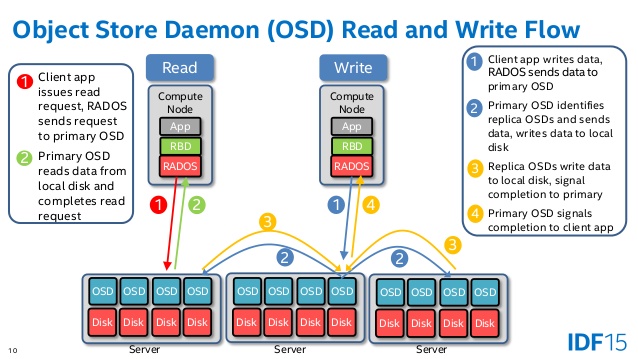 Object Store Daemon (OSD) Read and Write Flow
1 Client app
issues read
request, RADOS
sends request
to primary OSD
2 Primary OSD
reads data from
local disk and
completes read
request
Read
Compute
Node
App
RBD
RADOS
1 2
Write
Compute
Node
App
RBD
RADOS
1 4
1 Client app writes data,
RADOS sends data to
primary OSD
2 Primary OSD identifies
replica OSDs and sends
data, writes data to local
disk
3 Replica OSDs write data
to local disk, signal
completion to primary
4 Primary OSD signals
completion to client app
3 3
2 2
OSD OSD OSD OSD
Disk Disk Disk Disk
Server
OSD OSD OSD OSD
Disk Disk Disk Disk
Server
OSD OSD OSD OSD
Disk Disk Disk Disk
Server
10
IDF15